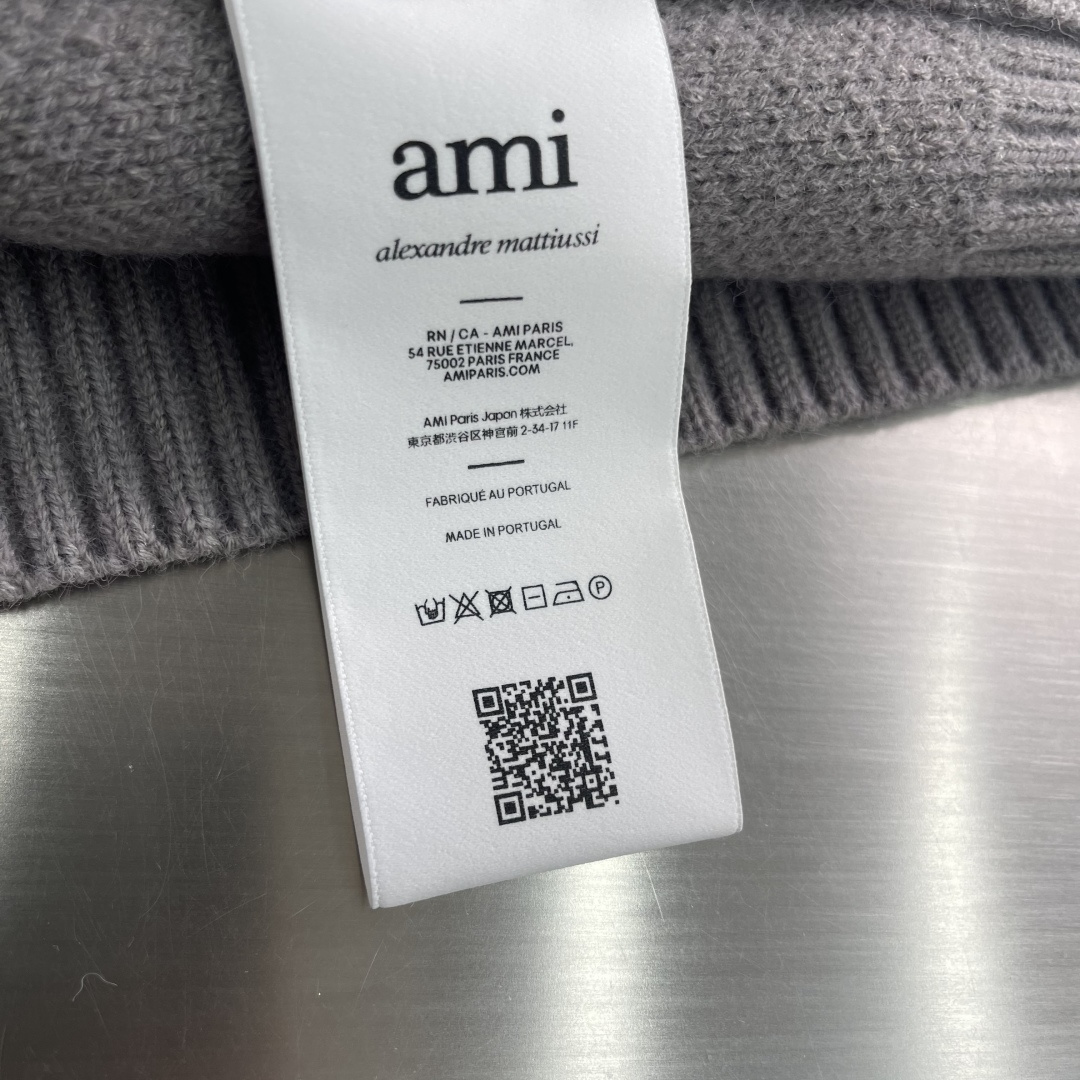 ami
alexandre mattiussi
RN / CA - AMI PARIS
54 RUE ETIENNE MARCEL,
75002 PARIS FRANCE
AMIPARIS.COM
AMI Paris Japon 株式会社
東京都渋谷区神宮前 2-34-17 11F
FABRIQUÉ AU PORTUGAL
MADE IN PORTUGAL
P